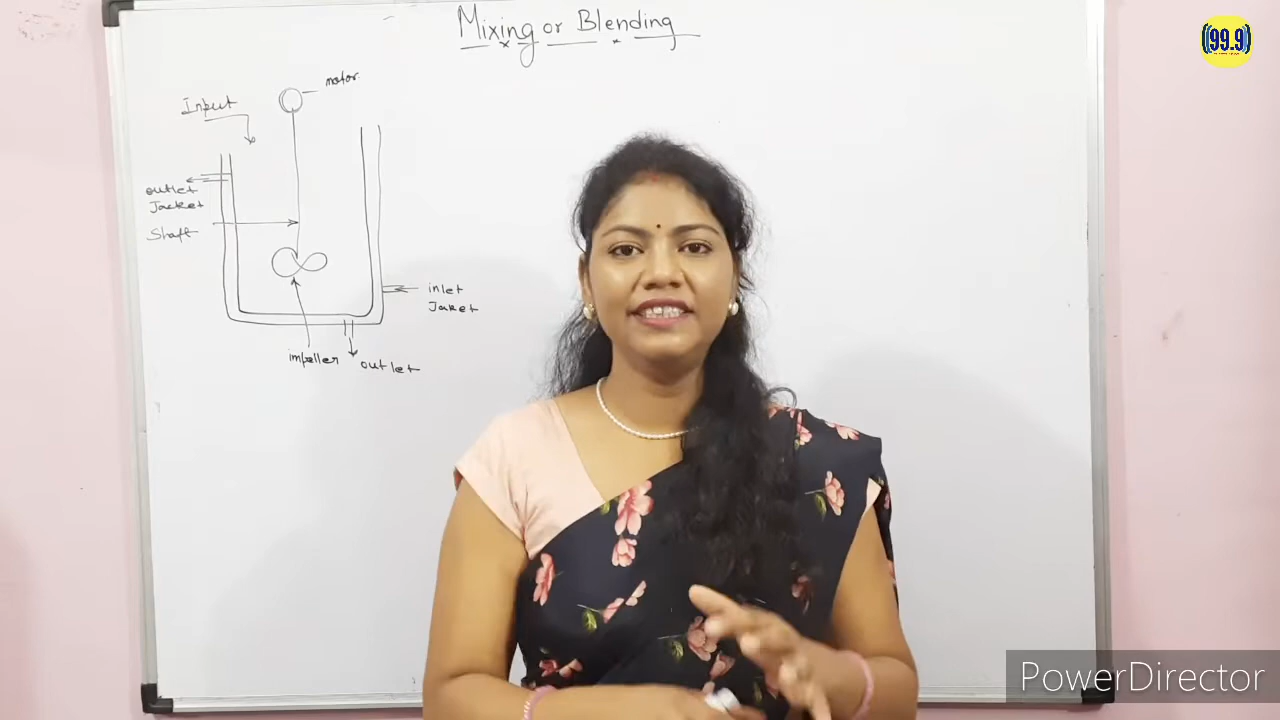 Mixing or Blending
(99.9)
motor
Input
outlet
Jacket
Shaft
inlet
Jaket
impeller
outlet
PowerDirector